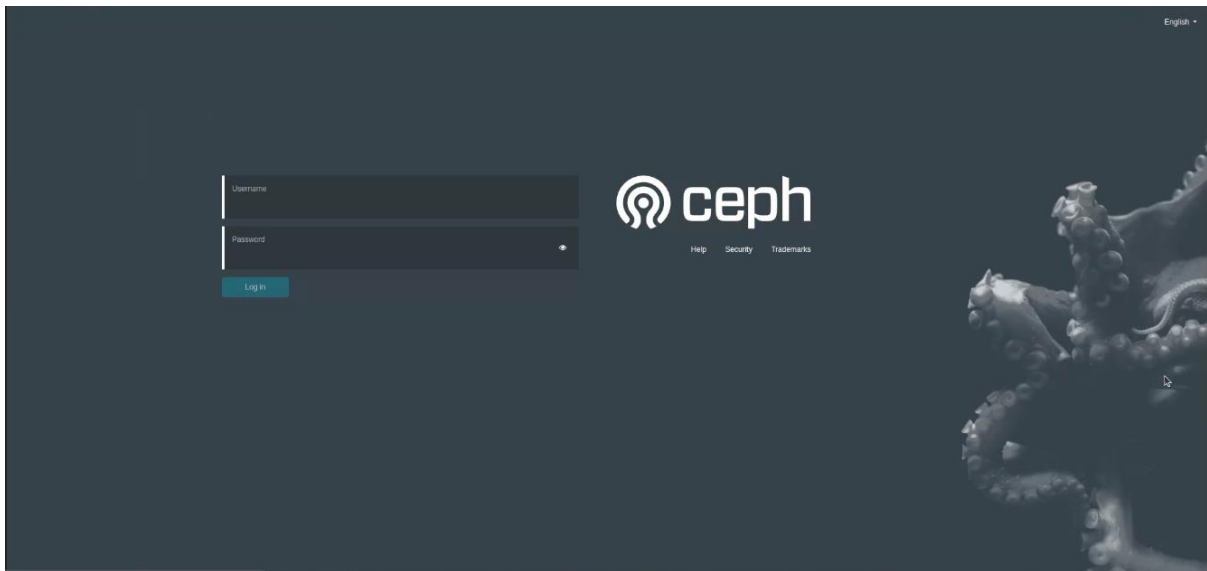 English
Username
Password
Log in
ceph
Help Security Trademarks